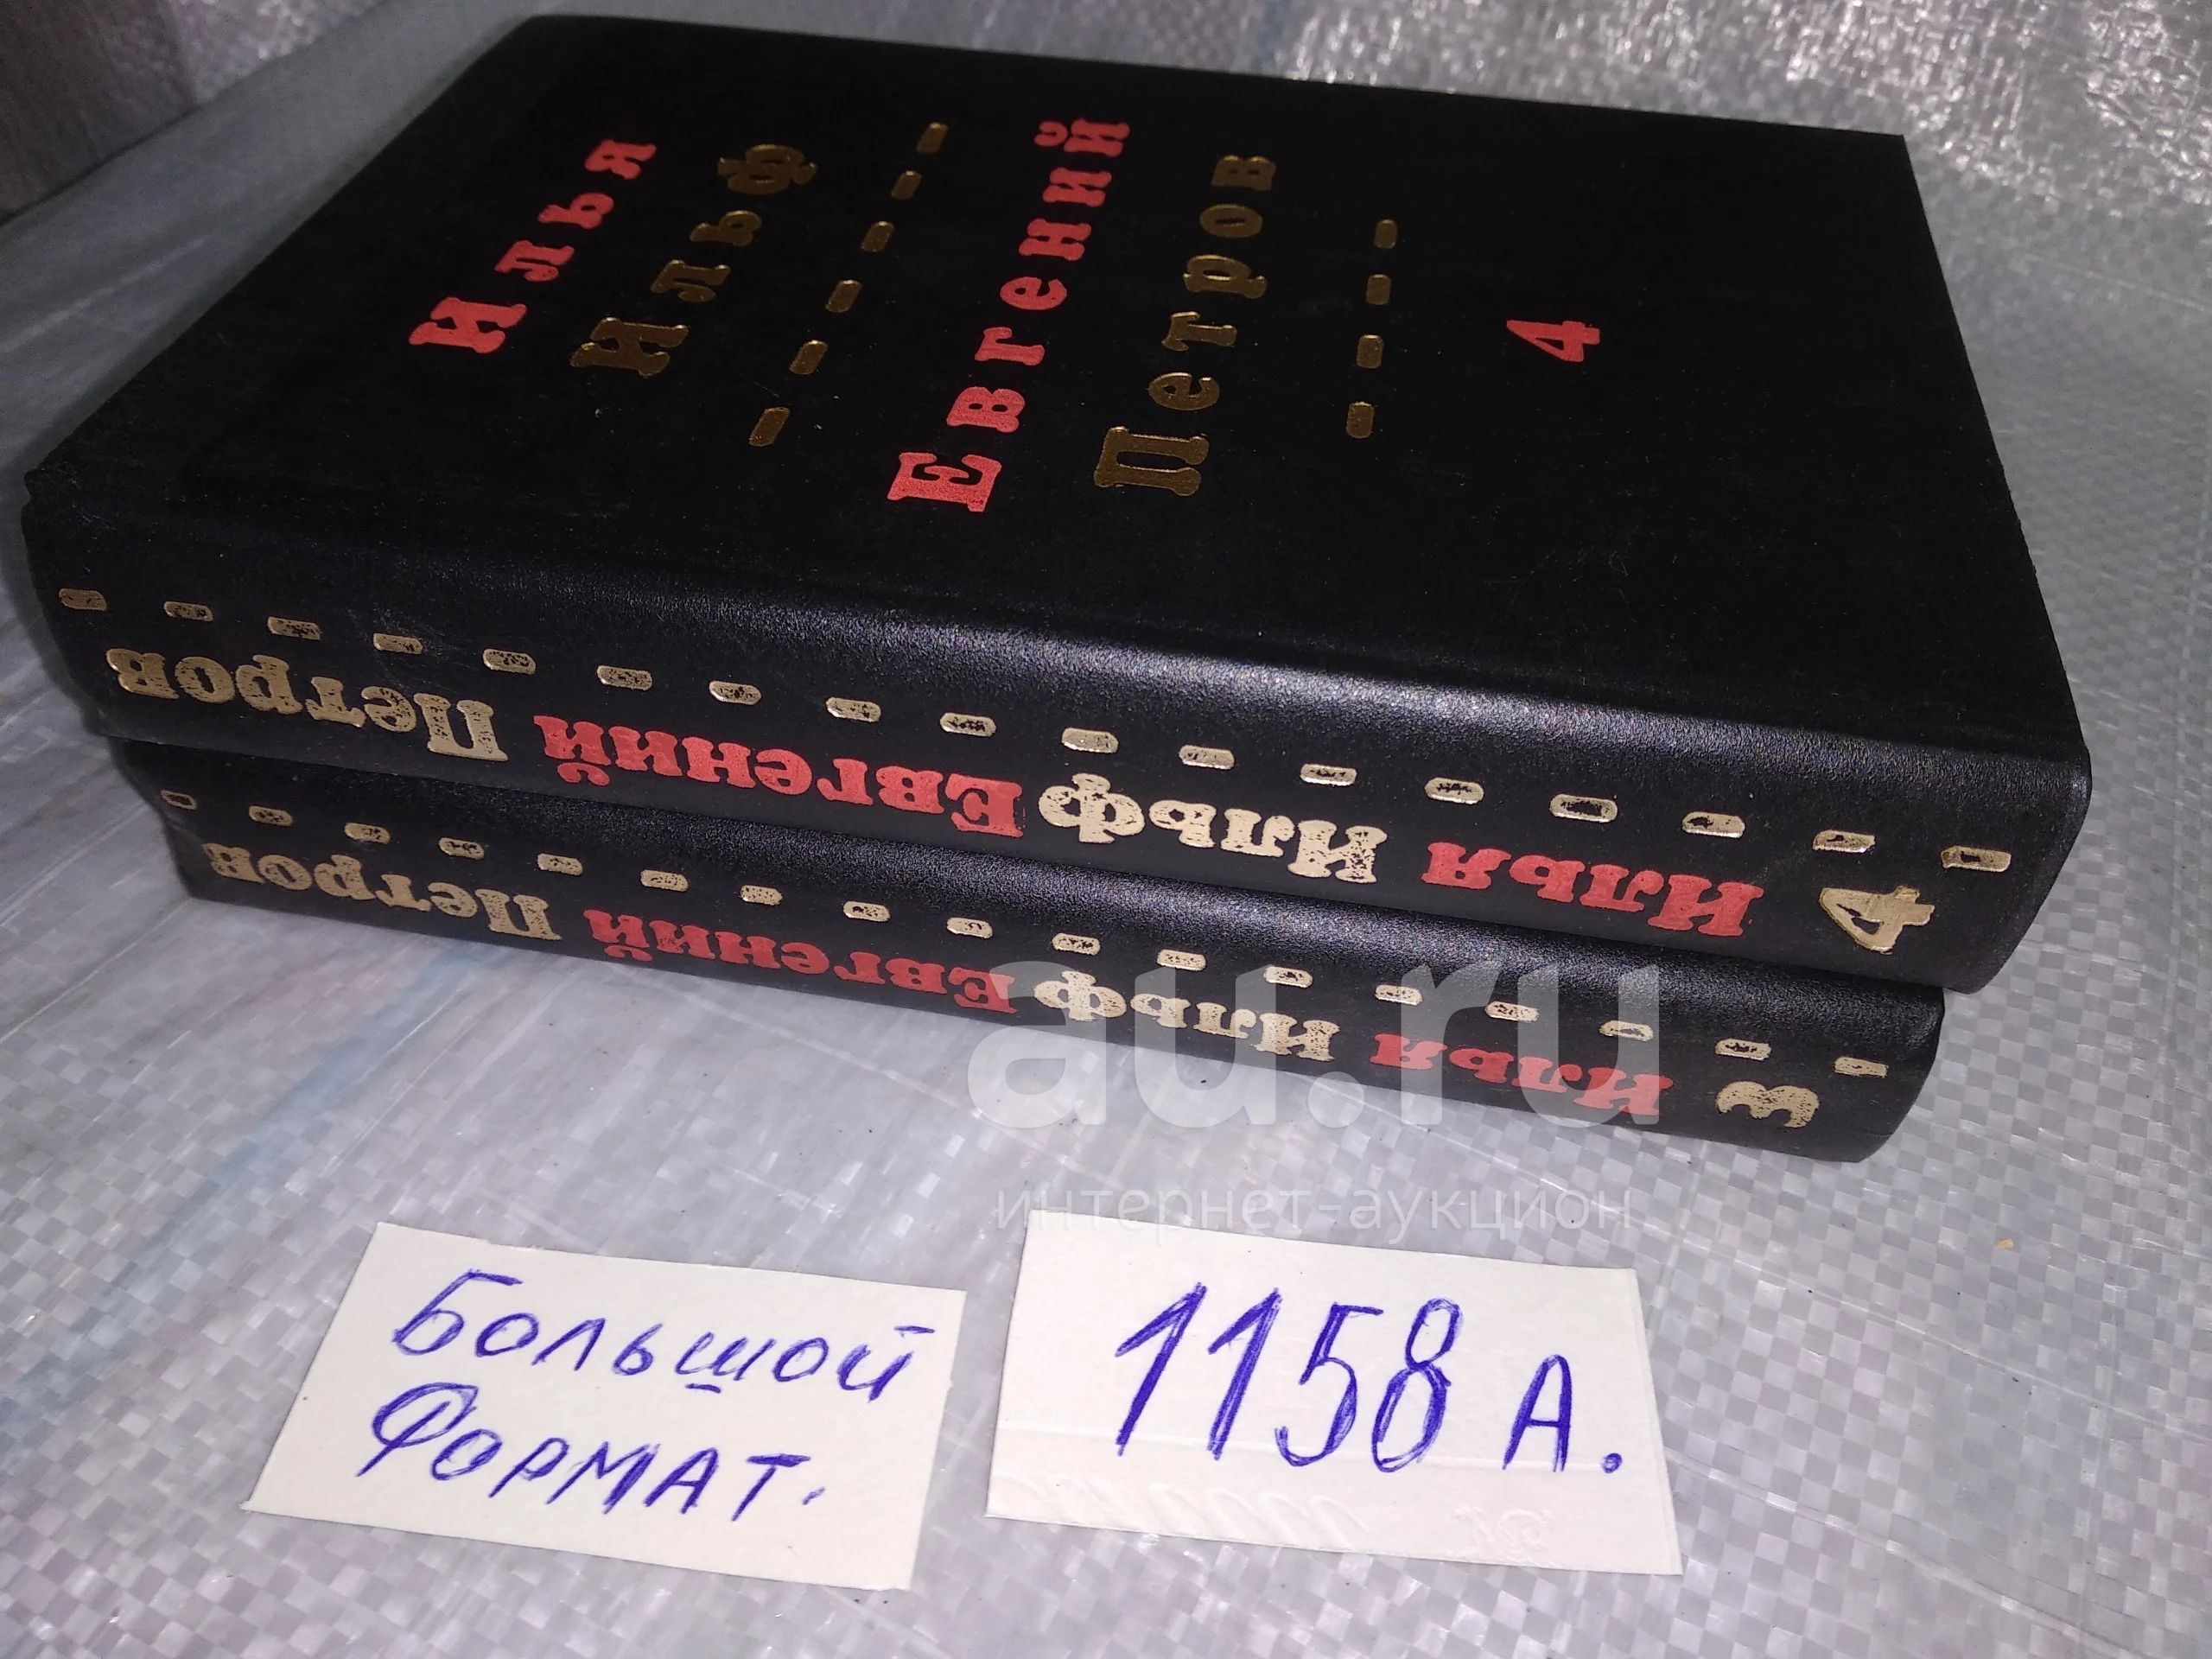 Илья
Ильф
Евгений
Петров
4
4 Илья Ильф Евгений Петров
3 Илья Ильф Евгений Петров
au.ru
интернет-аукцион
Большой
Формат.
1158 А.